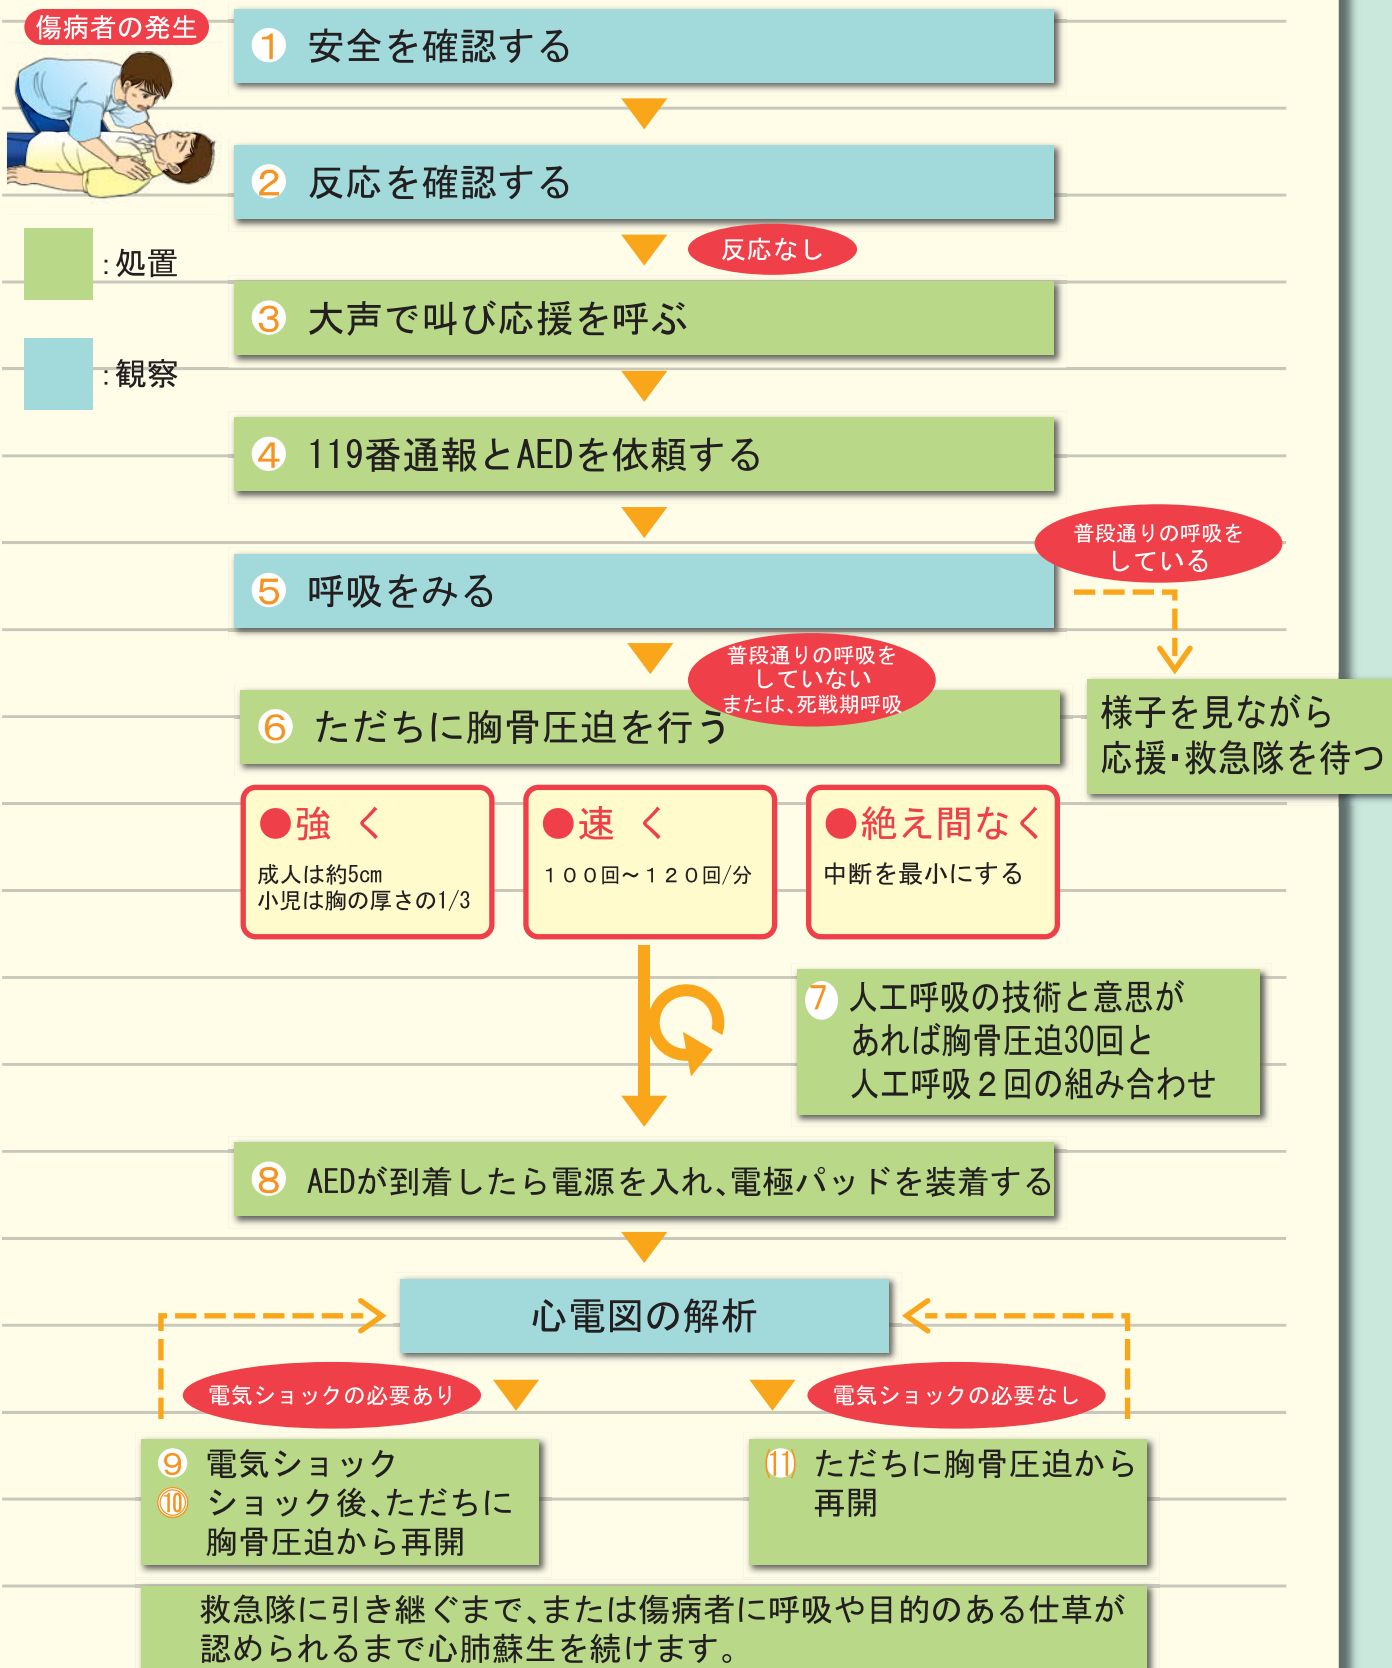 傷病者の発生
① 安全を確認する
② 反応を確認する
反応なし
:処置
③ 大声で叫び応援を呼ぶ
:観察
④ 119番通報とAEDを依頼する
普段通りの呼吸を
している
⑤ 呼吸をみる
普段通りの呼吸を
していない
または、死戦期呼吸
⑥ ただちに胸骨圧迫を行う
様子を見ながら
応援・救急隊を待つ
●強 く
成人は約5cm
小児は胸の厚さの1/3
●速 く
100回~120回/分
●絶え間なく
中断を最小にする
⑦ 人工呼吸の技術と意思が
あれば胸骨圧迫30回と
人工呼吸2回の組み合わせ
⑧ AEDが到着したら電源を入れ、電極パッドを装着する
心電図の解析
電気ショックの必要あり
電気ショックの必要なし
⑨ 電気ショック
⑩ ショック後、ただちに
胸骨圧迫から再開
⑪ ただちに胸骨圧迫から
再開
救急隊に引き継ぐまで、または傷病者に呼吸や目的のある仕草が
認められるまで心肺蘇生を続けます。